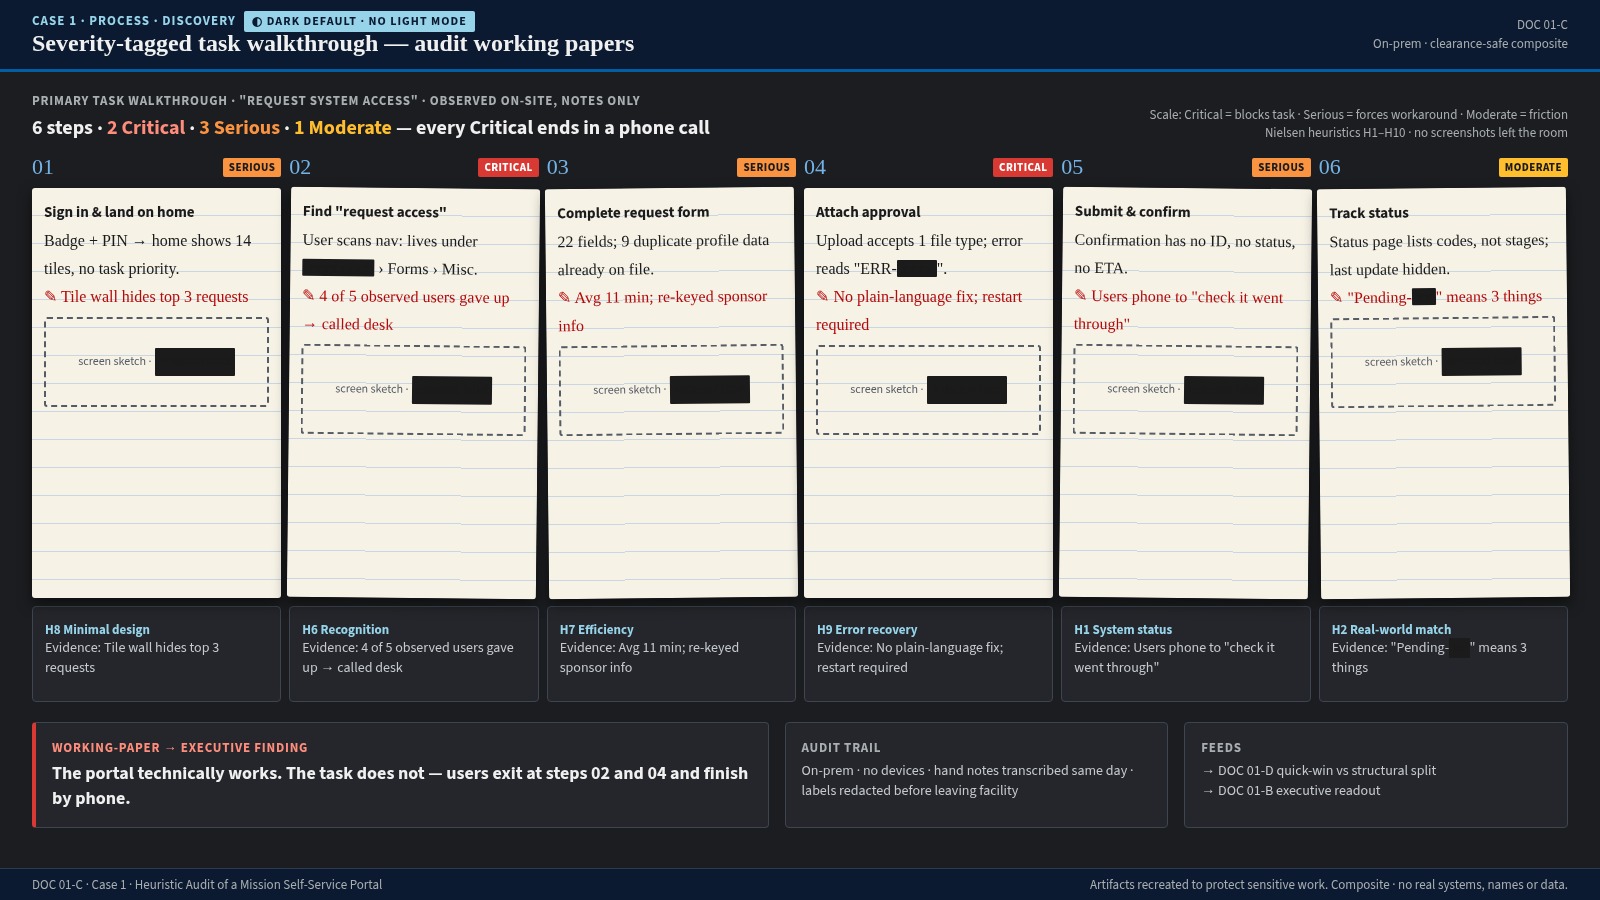 CASE 1 · PROCESS · DISCOVERY ◐ DARK DEFAULT · NO LIGHT MODE
Severity-tagged task walkthrough — audit working papers
DOC 01-C
On-prem · clearance-safe composite
PRIMARY TASK WALKTHROUGH · "REQUEST SYSTEM ACCESS" · OBSERVED ON-SITE, NOTES ONLY
6 steps · 2 Critical · 3 Serious · 1 Moderate — every Critical ends in a phone call
Scale: Critical = blocks task · Serious = forces workaround · Moderate = friction
Nielsen heuristics H1–H10 · no screenshots left the room
01 SERIOUS
Sign in & land on home
Badge + PIN → home shows 14
tiles, no task priority.
✎ Tile wall hides top 3 requests
screen sketch ·
H8 Minimal design
Evidence: Tile wall hides top 3
requests
02 CRITICAL
Find "request access"
User scans nav: lives under
› Forms › Misc.
✎ 4 of 5 observed users gave up
→ called desk
screen sketch ·
H6 Recognition
Evidence: 4 of 5 observed users gave
up → called desk
03 SERIOUS
Complete request form
22 fields; 9 duplicate profile data
already on file.
✎ Avg 11 min; re-keyed sponsor
info
screen sketch ·
H7 Efficiency
Evidence: Avg 11 min; re-keyed
sponsor info
04 CRITICAL
Attach approval
Upload accepts 1 file type; error
reads "ERR- ".
✎ No plain-language fix; restart
required
screen sketch ·
H9 Error recovery
Evidence: No plain-language fix;
restart required
05 SERIOUS
Submit & confirm
Confirmation has no ID, no status,
no ETA.
✎ Users phone to "check it went
through"
screen sketch ·
H1 System status
Evidence: Users phone to "check it
went through"
06 MODERATE
Track status
Status page lists codes, not stages;
last update hidden.
✎ "Pending- " means 3 things
screen sketch ·
H2 Real-world match
Evidence: "Pending- " means 3
things
WORKING-PAPER → EXECUTIVE FINDING
The portal technically works. The task does not — users exit at steps 02 and 04 and finish
by phone.
AUDIT TRAIL
On-prem · no devices · hand notes transcribed same day ·
labels redacted before leaving facility
FEEDS
→ DOC 01-D quick-win vs structural split
→ DOC 01-B executive readout
DOC 01-C · Case 1 · Heuristic Audit of a Mission Self-Service Portal
Artifacts recreated to protect sensitive work. Composite · no real systems, names or data.